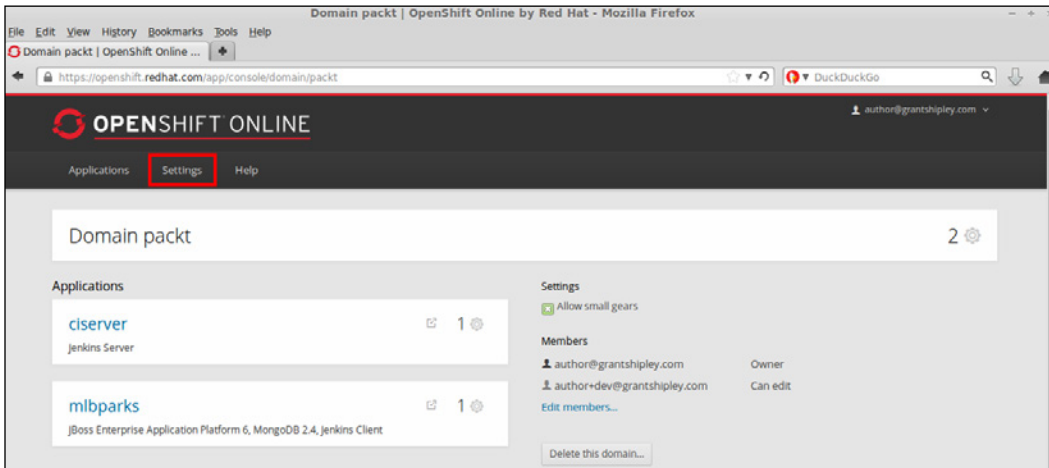 Domain packt | OpenShift Online by Red Hat - Mozilla Firefox
File Edit View History Bookmarks Tools Help
Domain packt | OpenShift Online ...
https://openshift.redhat.com/app/console/domain/packt
DuckDuckGo
OPENSHIFT ONLINE
author@grantshipley.com
Applications Settings Help
Domain packt 2
Applications
ciserver 1
Jenkins Server
mlbparks 1
JBoss Enterprise Application Platform 6, MongoDB 2.4, Jenkins Client
Settings
Allow small gears
Members
author@grantshipley.com Owner
author+dev@grantshipley.com Can edit
Edit members...
Delete this domain...